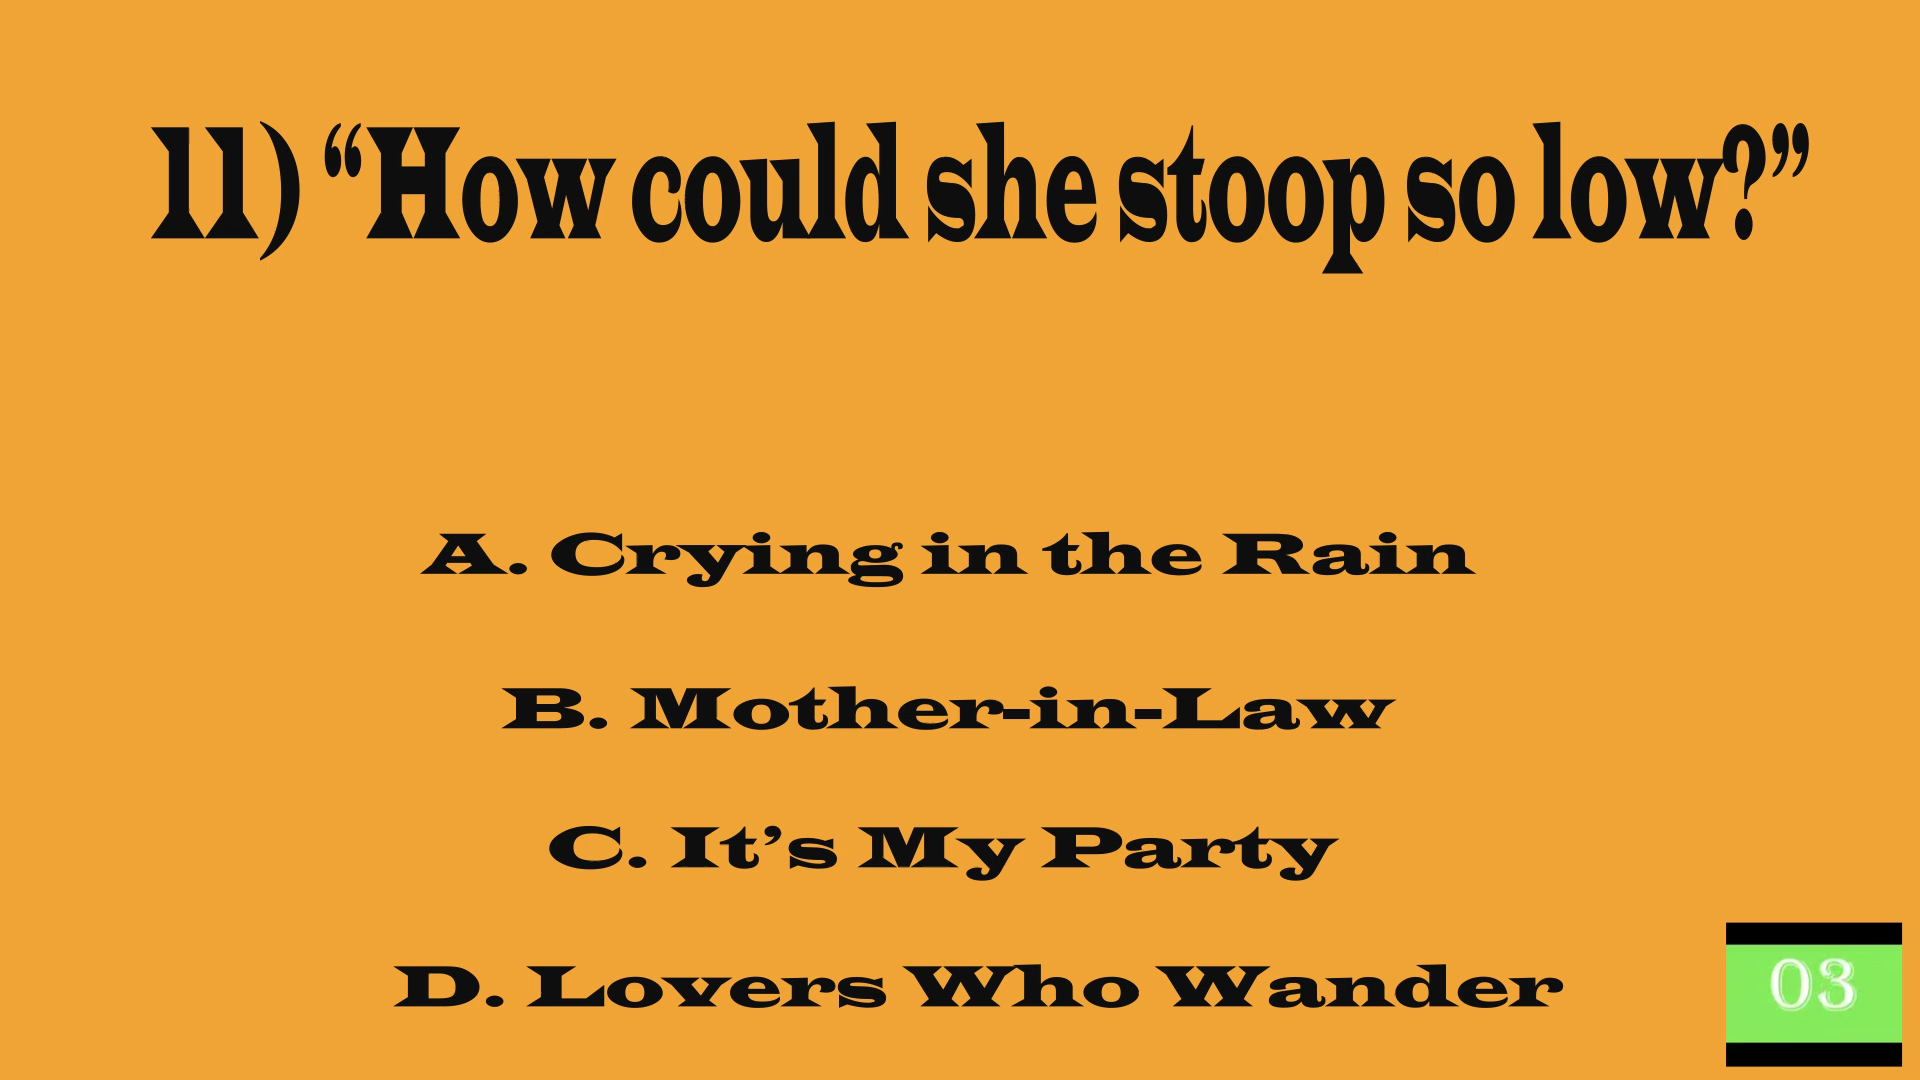 11) “How could she stoop so low?”
A. Crying in the Rain
B. Mother-in-Law
C. It’s My Party
D. Lovers Who Wander
03